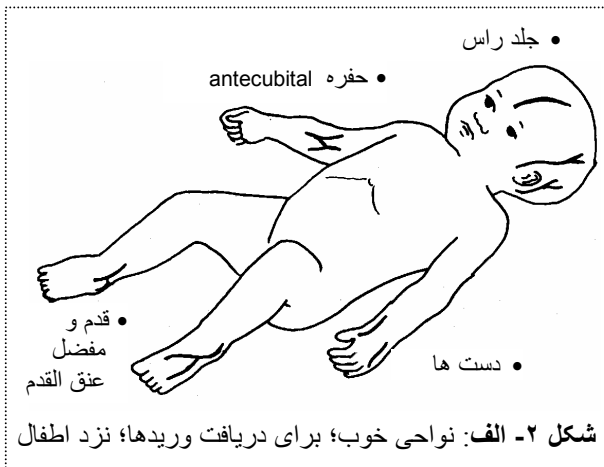 • جلد راس
• حفره antecubital
• قدم و
مفضل
عنق القدم
• دست ها
شکل ۲- الف: نواحی خوب؛ برای دریافت وریدها؛ نزد اطفال